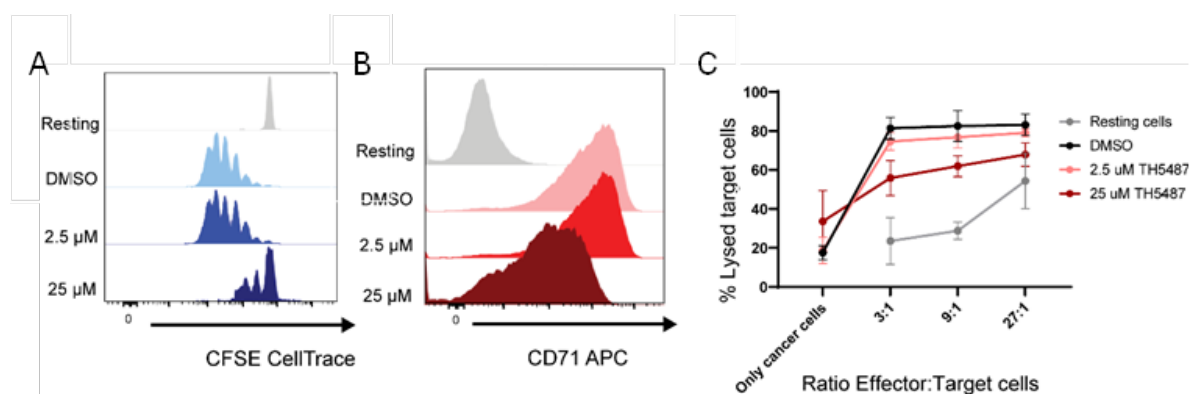 A
Resting
DMSO
2.5 μM
25 μM
0
CFSE CellTrace
B
Resting
DMSO
2.5 μM
25 μM
0
CD71 APC
C
% Lysed target cells
100
80
60
40
20
0
Only cancer cells
3:1
9:1
27:1
Ratio Effector:Target cells
Resting cells
DMSO
2.5 uM TH5487
25 uM TH5487